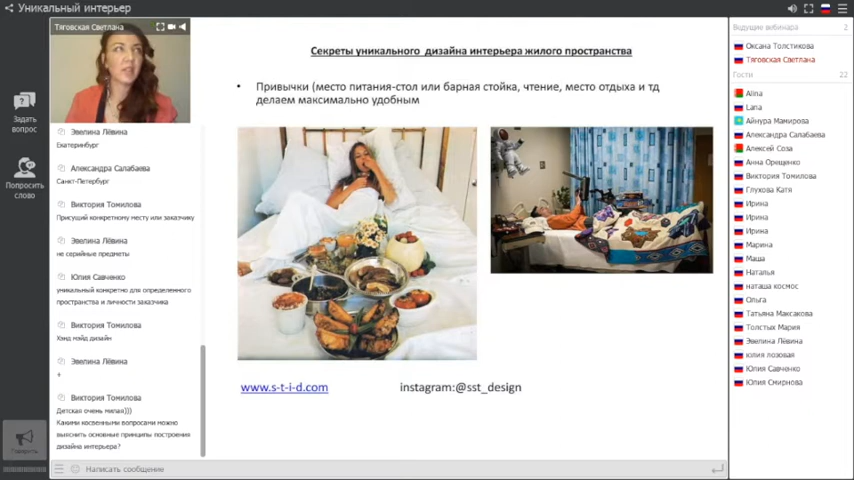 Уникальный интерьер
Тяговская Светлана
Задать
вопрос
Попросить
слово
Говорить
Эвелина Лёвина
Екатеринбург
Александра Салабаева
Санкт-Петербург
Виктория Томилова
Присущий конкретному месту или заказчику
Эвелина Лёвина
не серийные предметы
Юлия Савченко
уникальный конкретно для определенного
пространства и личности заказчика
Виктория Томилова
Хэнд мэйд дизайн
Эвелина Лёвина
+
Виктория Томилова
Детская очень милая)))
Какими косвенными вопросами можно
выяснить основные принципы построения
дизайна интерьера?
Написать сообщение
Секреты уникального дизайна интерьера жилого пространства
• Привычки (место питания-стол или барная стойка, чтение, место отдыха и тд
делаем максимально удобным
www.s-t-i-d.com
instagram:@sst_design
Ведущие вебинара 2
Оксана Толстикова
Тяговская Светлана
Гости 22
Alina
Lana
Айнура Мамирова
Александра Салабаева
Алексей Соза
Анна Орещенко
Виктория Томилова
Глухова Катя
Ирина
Ирина
Ирина
Марина
Маша
Наталья
наташа космос
Ольга
Татьяна Максакова
Толстых Мария
Эвелина Лёвина
юлия лозовая
Юлия Савченко
Юлия Смирнова